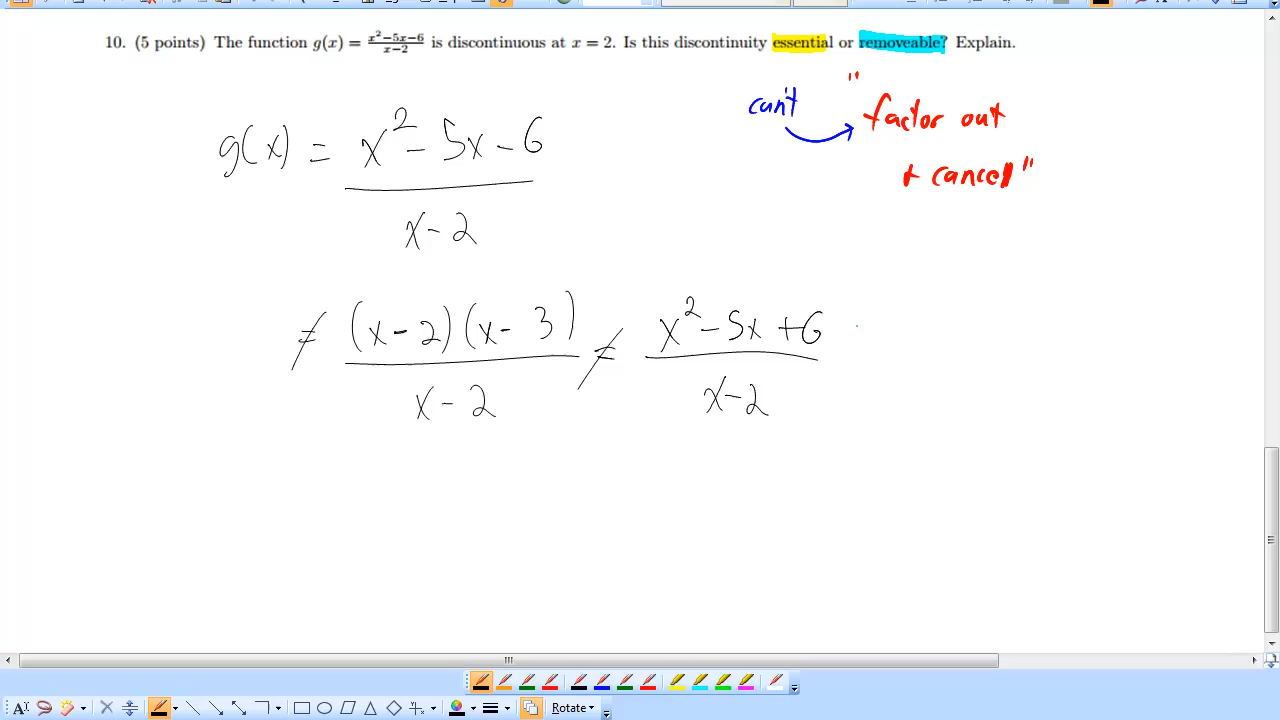 10. (5 points) The function g(x) = x²−5x−6 / x−2 is discontinuous at x = 2. Is this discontinuity essential or removeable? Explain.
can't "factor out
+ cancel"
g(x) = x² − 5x − 6 / x − 2
≠ (x − 2)(x − 3) / x − 2 ≠ x² − 5x + 6 / x − 2
Rotate